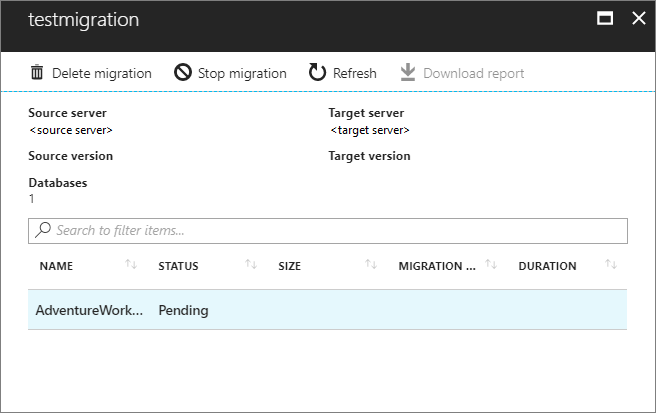 testmigration
Delete migration Stop migration Refresh Download report
Source server Target server
<source server> <target server>
Source version Target version
Databases
1
Search to filter items...
NAME STATUS SIZE MIGRATION ... DURATION
AdventureWork... Pending